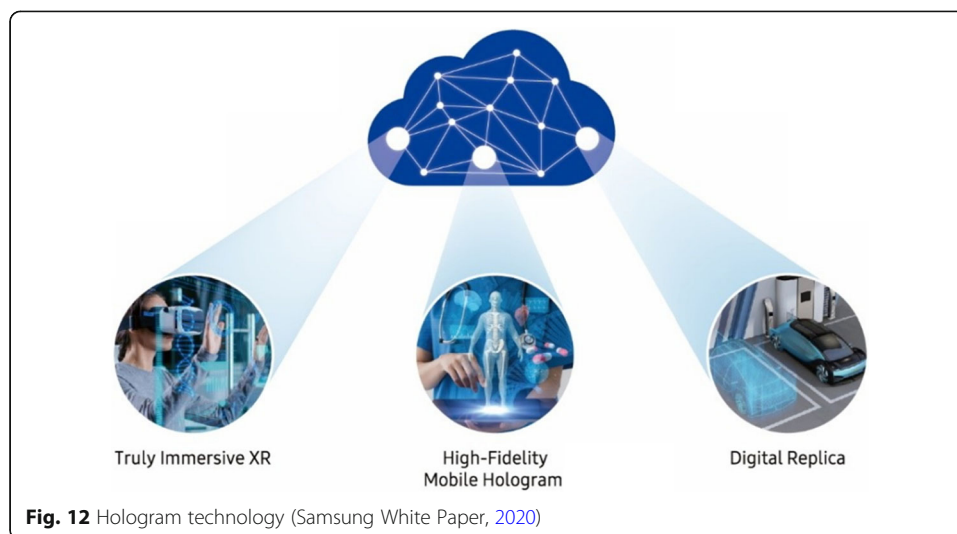 Truly Immersive XR
High-Fidelity
Mobile Hologram
Digital Replica
Fig. 12 Hologram technology (Samsung White Paper, 2020)